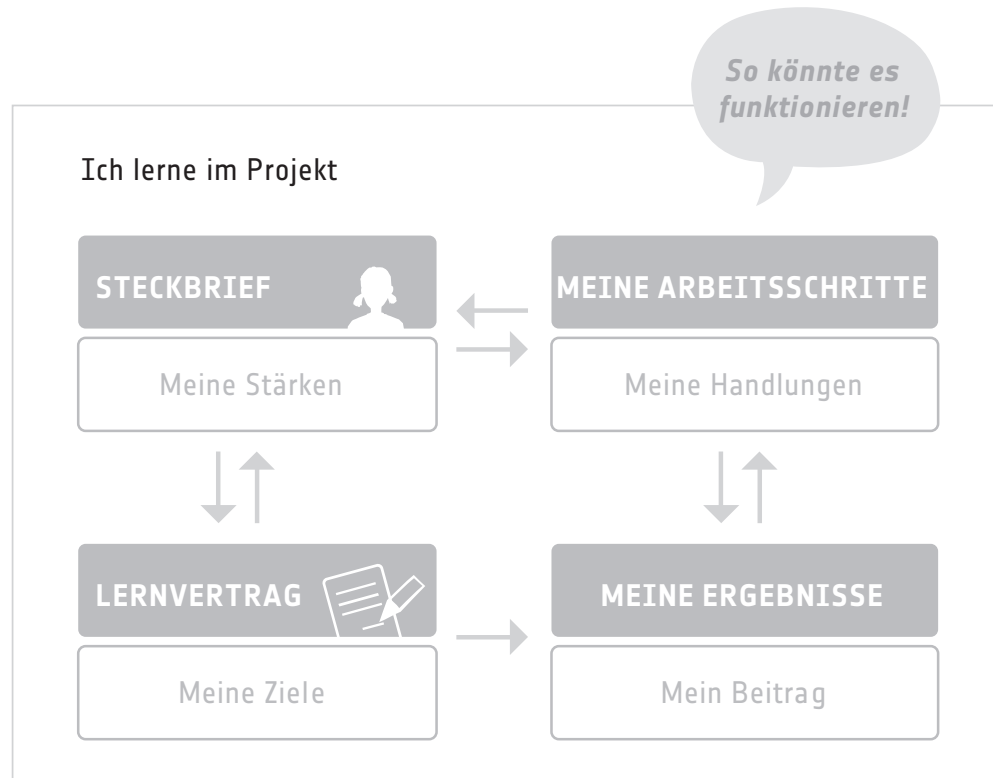 So könnte es
funktionieren!
Ich lerne im Projekt
STECKBRIEF
Meine Stärken
MEINE ARBEITSSCHRITTE
Meine Handlungen
LERNVERTRAG
Meine Ziele
MEINE ERGEBNISSE
Mein Beitrag